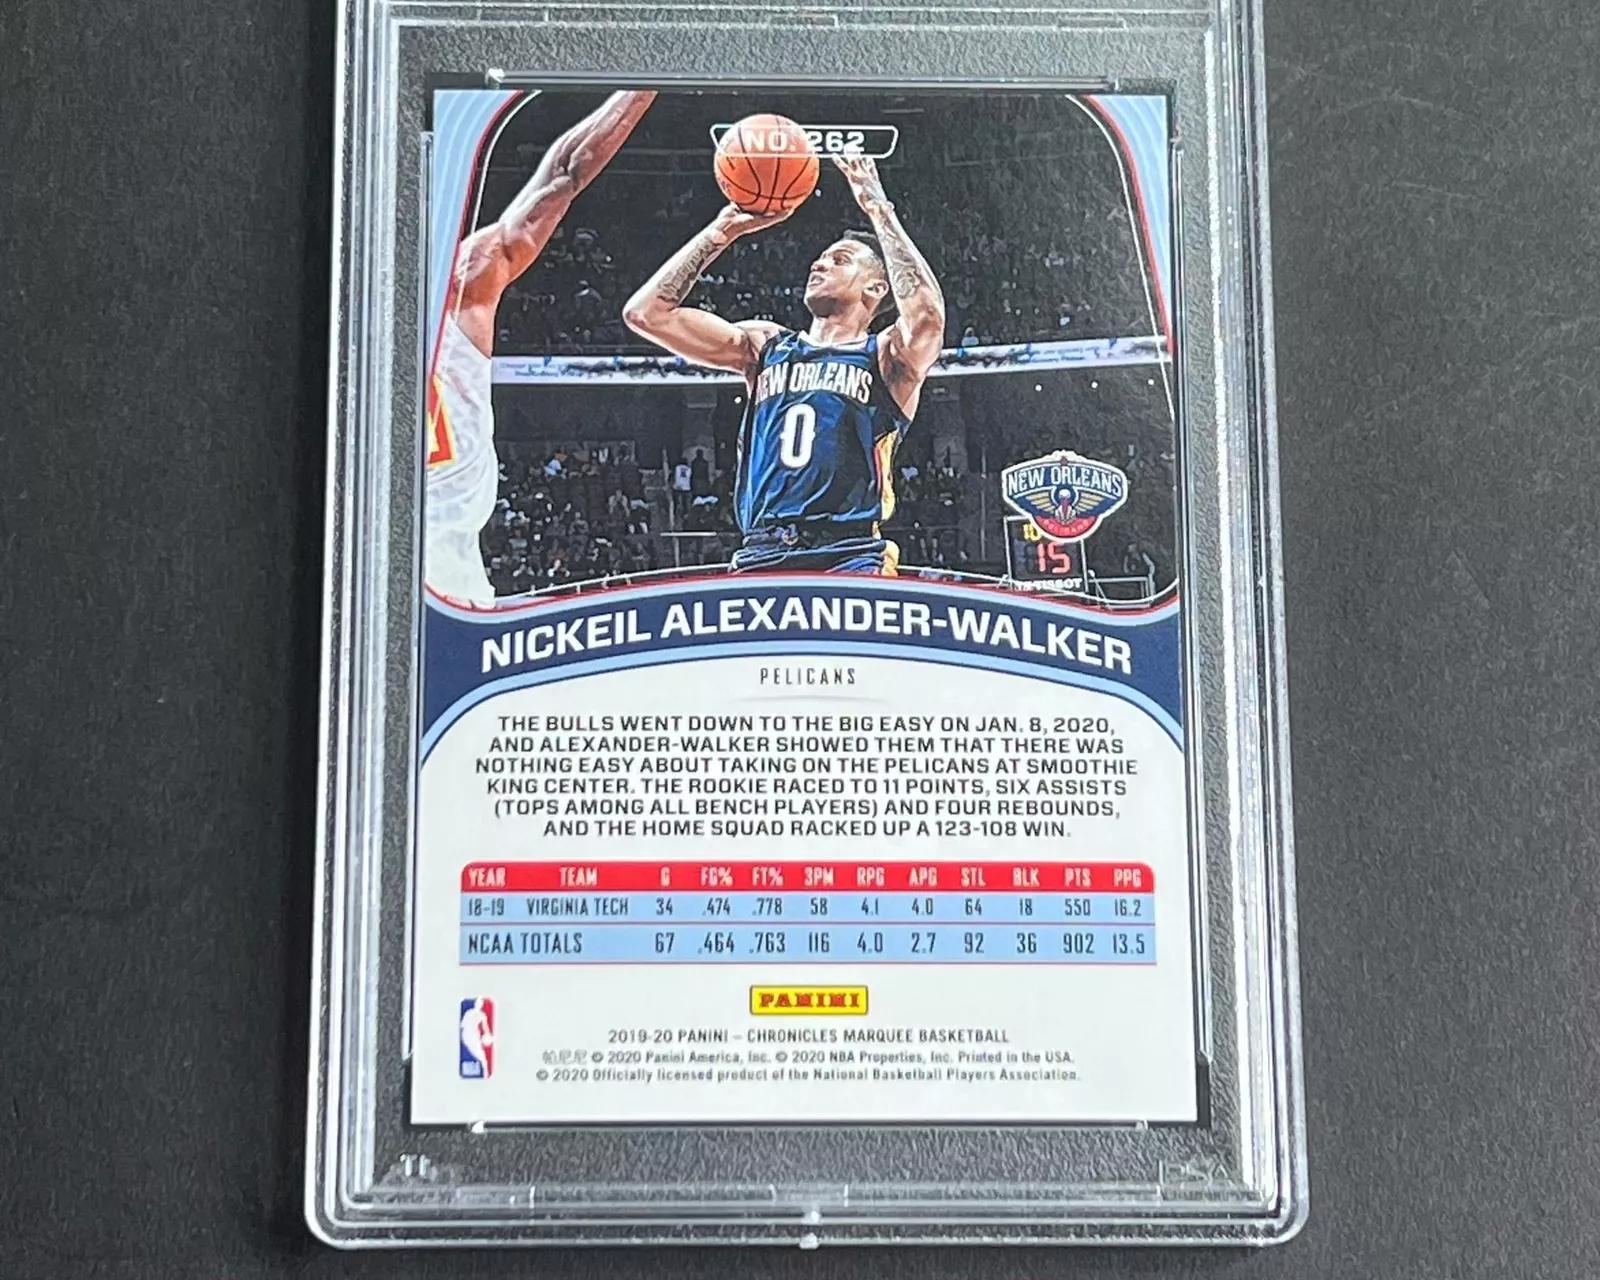 NO. 262
NEW ORLEANS
0
NEW ORLEANS
PELICANS
15
TISSOT
NICKEIL ALEXANDER-WALKER
PELICANS
THE BULLS WENT DOWN TO THE BIG EASY ON JAN. 8, 2020,
AND ALEXANDER-WALKER SHOWED THEM THAT THERE WAS
NOTHING EASY ABOUT TAKING ON THE PELICANS AT SMOOTHIE
KING CENTER. THE ROOKIE RACED TO 11 POINTS, SIX ASSISTS
(TOPS AMONG ALL BENCH PLAYERS) AND FOUR REBOUNDS,
AND THE HOME SQUAD RACKED UP A 123-108 WIN.
YEAR TEAM G FG% FT% 3PM RPG APG STL BLK PTS PPG
18-19 VIRGINIA TECH 34 .474 .778 58 4.1 4.0 64 18 550 16.2
NCAA TOTALS 67 .464 .763 116 4.0 2.7 92 36 902 13.5
PANINI
2019-20 PANINI – CHRONICLES MARQUEE BASKETBALL
帕尼尼 © 2020 Panini America, Inc. © 2020 NBA Properties, Inc. Printed in the USA.
© 2020 Officially licensed product of the National Basketball Players Association.
NBA
PSA